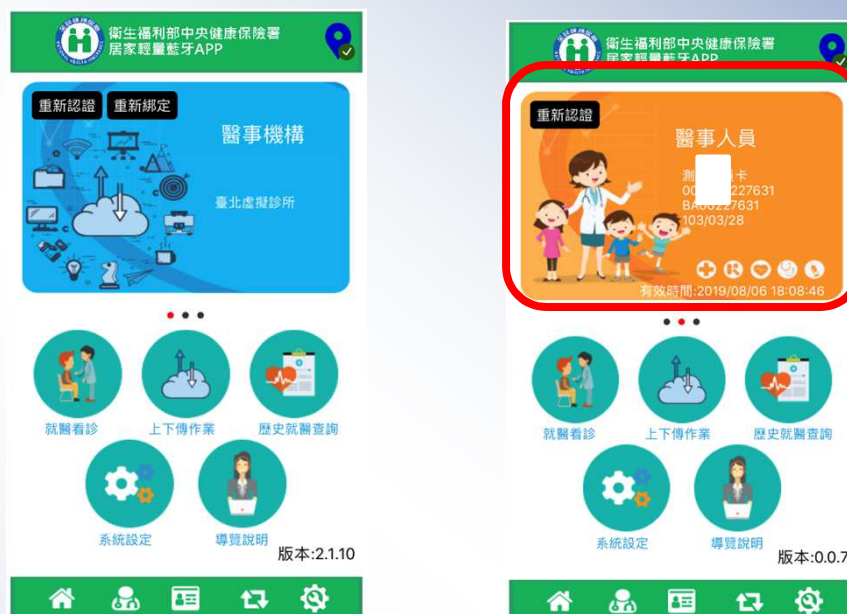 衛生福利部中央健康保險署
居家輕量藍牙APP
重新認證 重新綁定
醫事機構
臺北虛擬診所
就醫看診 上下傳作業 歷史就醫查詢
系統設定 導覽說明
版本:2.1.10
衛生福利部中央健康保險署
居家輕量藍牙APP
重新認證
醫事人員
測 卡
00 227631
BA00227631
103/03/28
有效時間:2019/08/06 18:08:46
就醫看診 上下傳作業 歷史就醫查詢
系統設定 導覽說明
版本:0.0.7